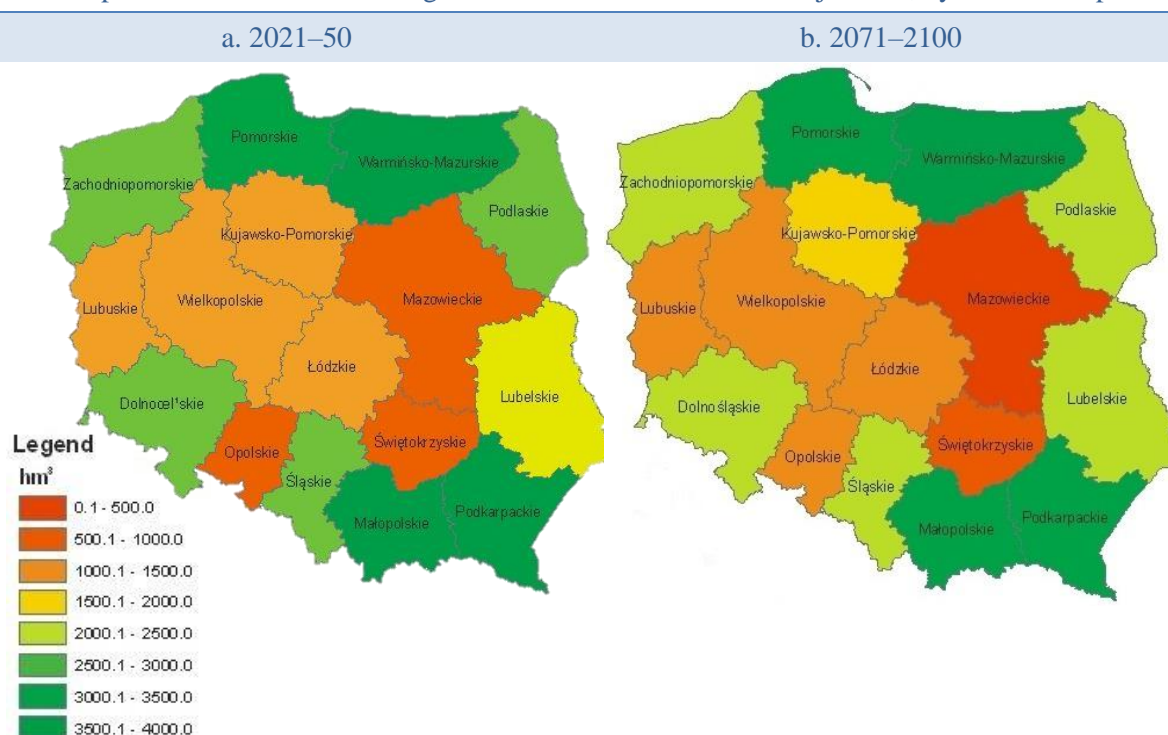 a. 2021–50
b. 2071–2100
Pomorskie
Warmińsko-Mazurskie
Zachodniopomorskie
Podlaskie
Kujawsko-Pomorskie
Lubuskie
Wielkopolskie
Mazowieckie
Łódzkie
Dolnoœl¹skie
Lubelskie
Opolskie
Świętokrzyskie
Śląskie
Małopolskie
Podkarpackie
Pomorskie
Warmińsko-Mazurskie
Zachodniopomorskie
Podlaskie
Kujawsko-Pomorskie
Lubuskie
Wielkopolskie
Mazowieckie
Łódzkie
Dolnośląskie
Lubelskie
Opolskie
Świętokrzyskie
Śląskie
Małopolskie
Podkarpackie
Legend
hm³
0.1 - 500.0
500.1 - 1000.0
1000.1 - 1500.0
1500.1 - 2000.0
2000.1 - 2500.0
2500.1 - 3000.0
3000.1 - 3500.0
3500.1 - 4000.0